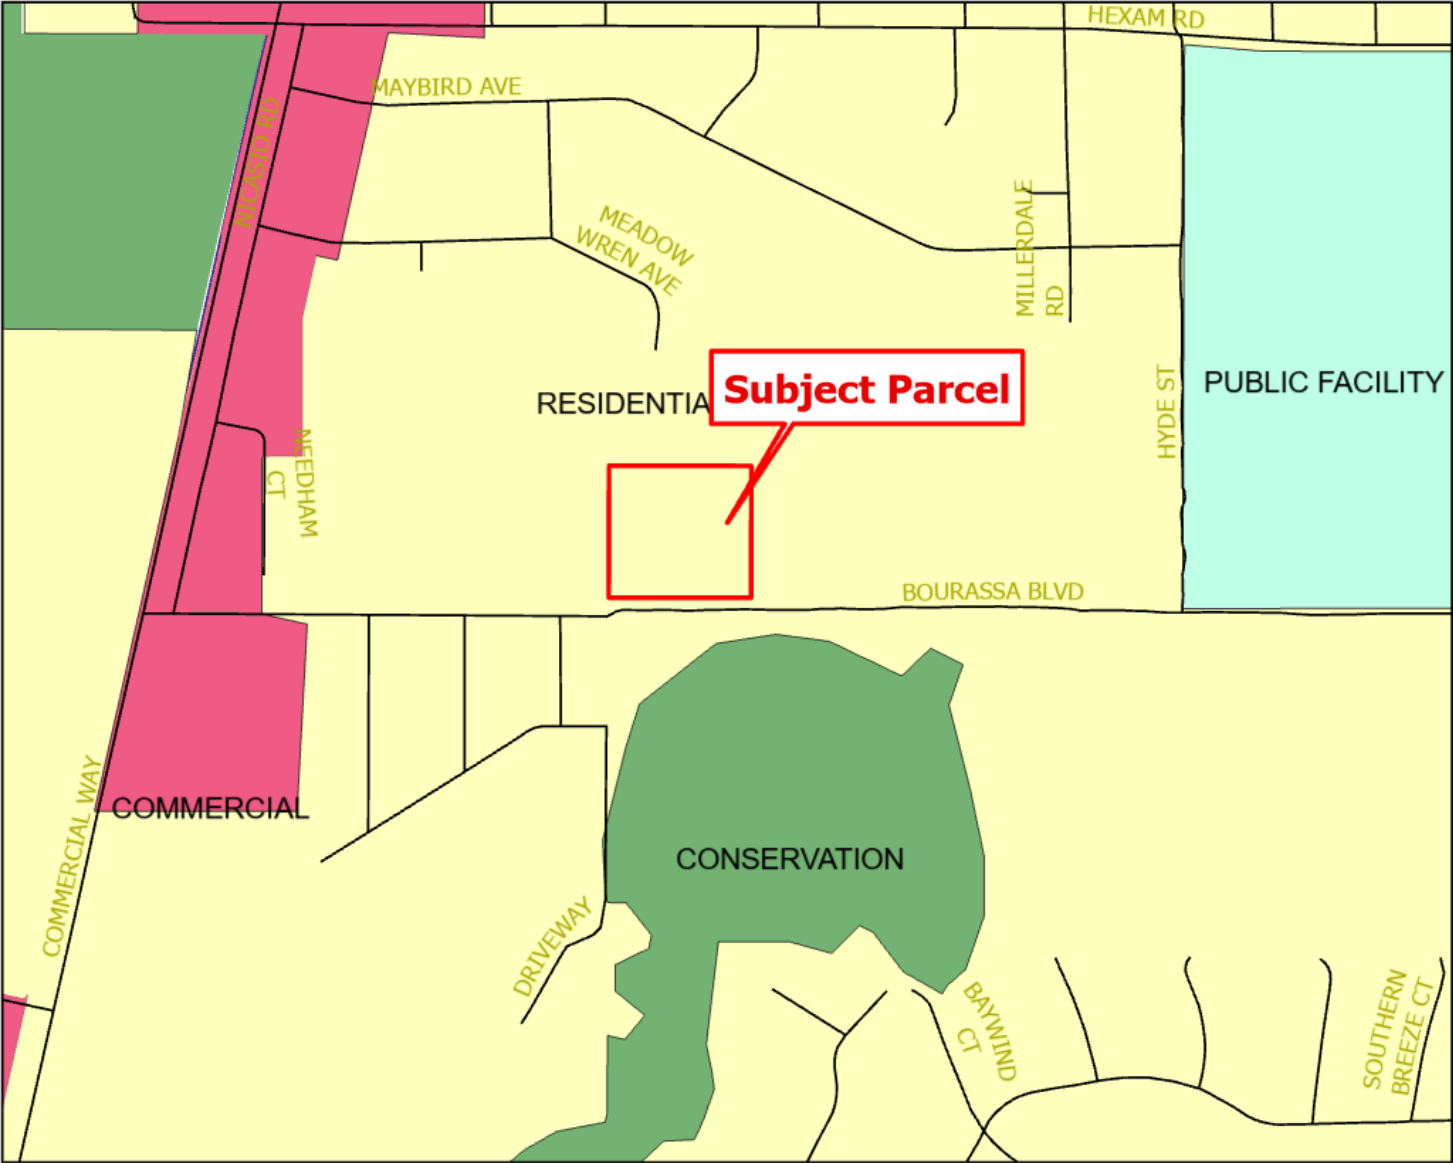 HEXAM RD
MAYBIRD AVE
NICASIO RD
MEADOW
WREN AVE
MILLERDALE
RD
HYDE ST
PUBLIC FACILITY
RESIDENTIA
Subject Parcel
NEEDHAM
CT
BOURASSA BLVD
COMMERCIAL WAY
COMMERCIAL
CONSERVATION
DRIVEWAY
BAYWIND
CT
SOUTHERN
BREEZE CT